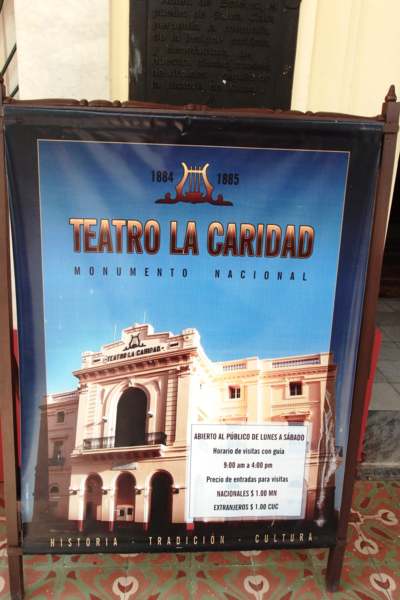 1884 1885
TEATRO LA CARIDAD
MONUMENTO NACIONAL
TEATRO LA CARIDAD
ABIERTO AL PÚBLICO DE LUNES A SÁBADO
Horario de visitas con guía
9:00 am a 4:00 pm
Precio de entradas para visitas
NACIONALES $ 1.00 MN
EXTRANJEROS $ 1.00 CUC
HISTORIA - TRADICIÓN - CULTURA